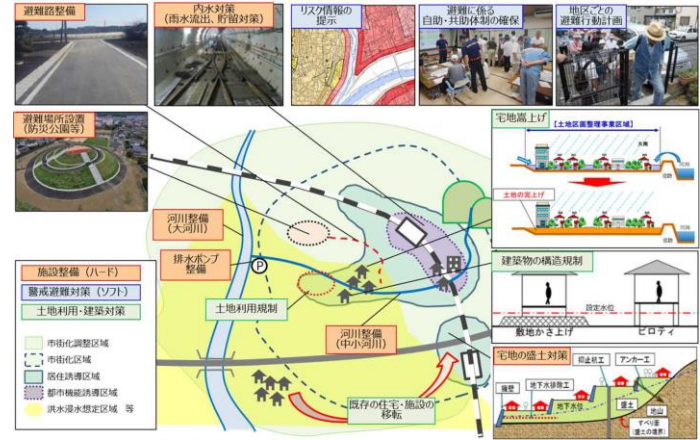 避難路整備
内水対策
(雨水流出、貯留対策)
リスク情報の
提示
避難に係る
自助・共助体制の確保
地区ごとの
避難行動計画
避難場所設置
(防災公園等)
宅地嵩上げ
【土地区画整理事業区域】
土地の嵩上げ
河川整備
(大河川)
排水ポンプ
整備
P
土地利用規制
河川整備
(中小河川)
既存の住宅・施設の
移転
建築物の構造規制
設定水位
敷地かさ上げ
ピロティ
宅地の盛土対策
抑止杭工
アンカー工
擁壁
地下水排除工
地下水位
盛土
地山
すべり面
(盛土の境界)
施設整備(ハード)
警戒避難対策(ソフト)
土地利用・建築対策
市街化調整区域
市街化区域
居住誘導区域
都市機能誘導区域
洪水浸水想定区域 等